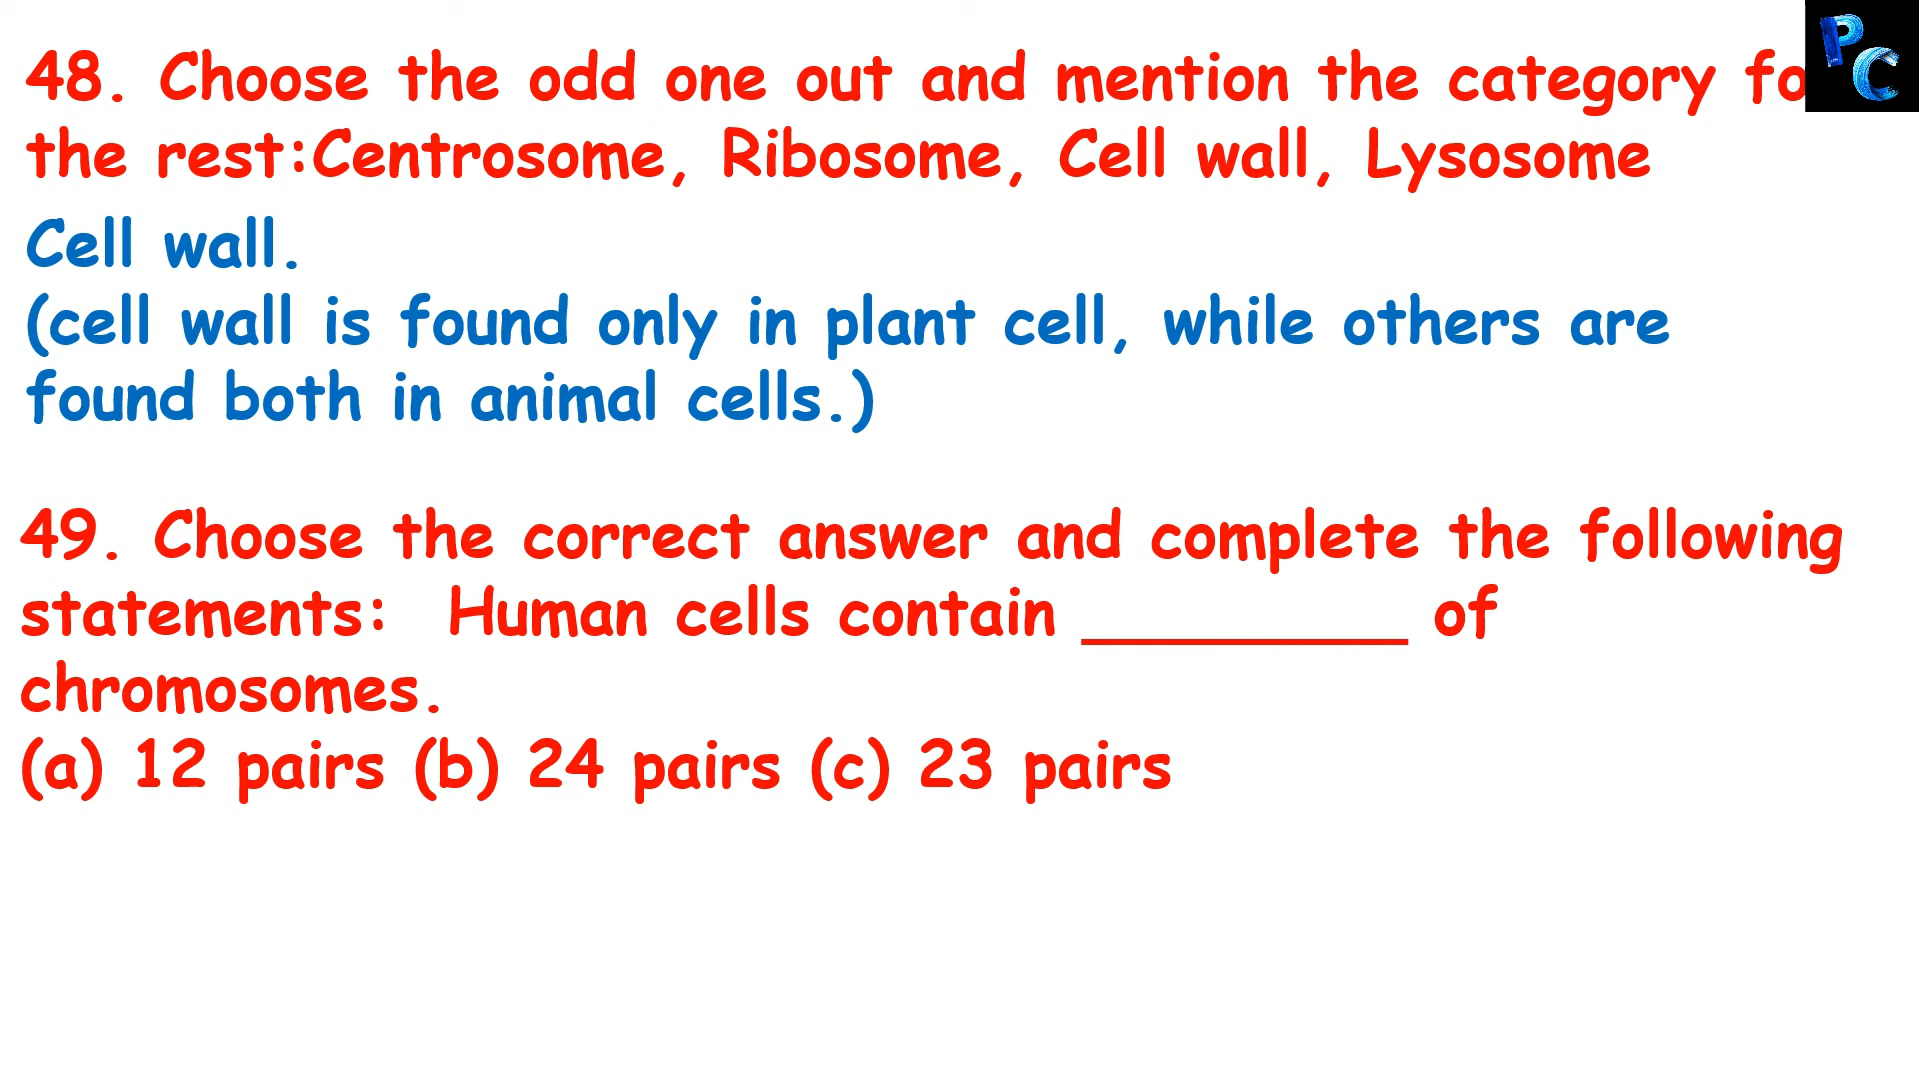 48. Choose the odd one out and mention the category fo
the rest:Centrosome, Ribosome, Cell wall, Lysosome
Cell wall.
(cell wall is found only in plant cell, while others are
found both in animal cells.)
49. Choose the correct answer and complete the following
statements: Human cells contain __________ of
chromosomes.
(a) 12 pairs (b) 24 pairs (c) 23 pairs
PC